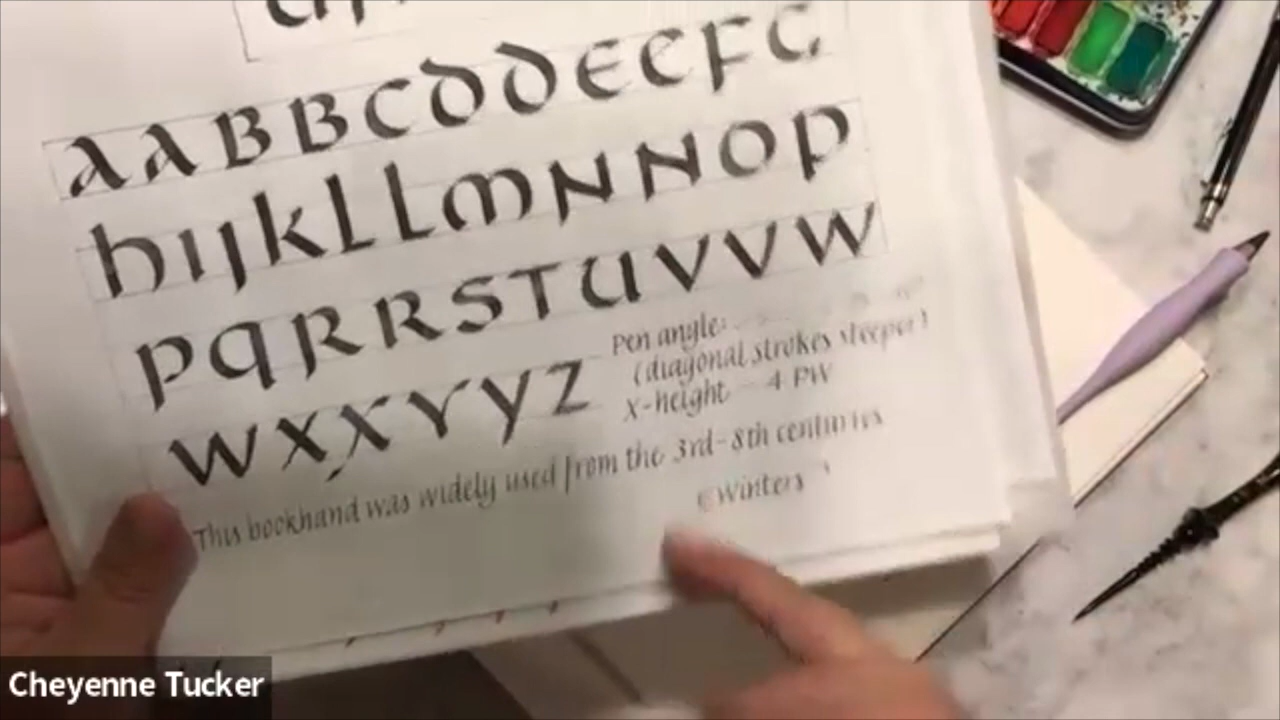 AABBCDDEEFG
hijkLLMNNOP
PQRRSTUVVW
WXXYYZ
Pen angle:
(diagonal strokes steeper)
X-height 4 PW
This bookhand was widely used from the 3rd-8th centuries
©Winters
Cheyenne Tucker